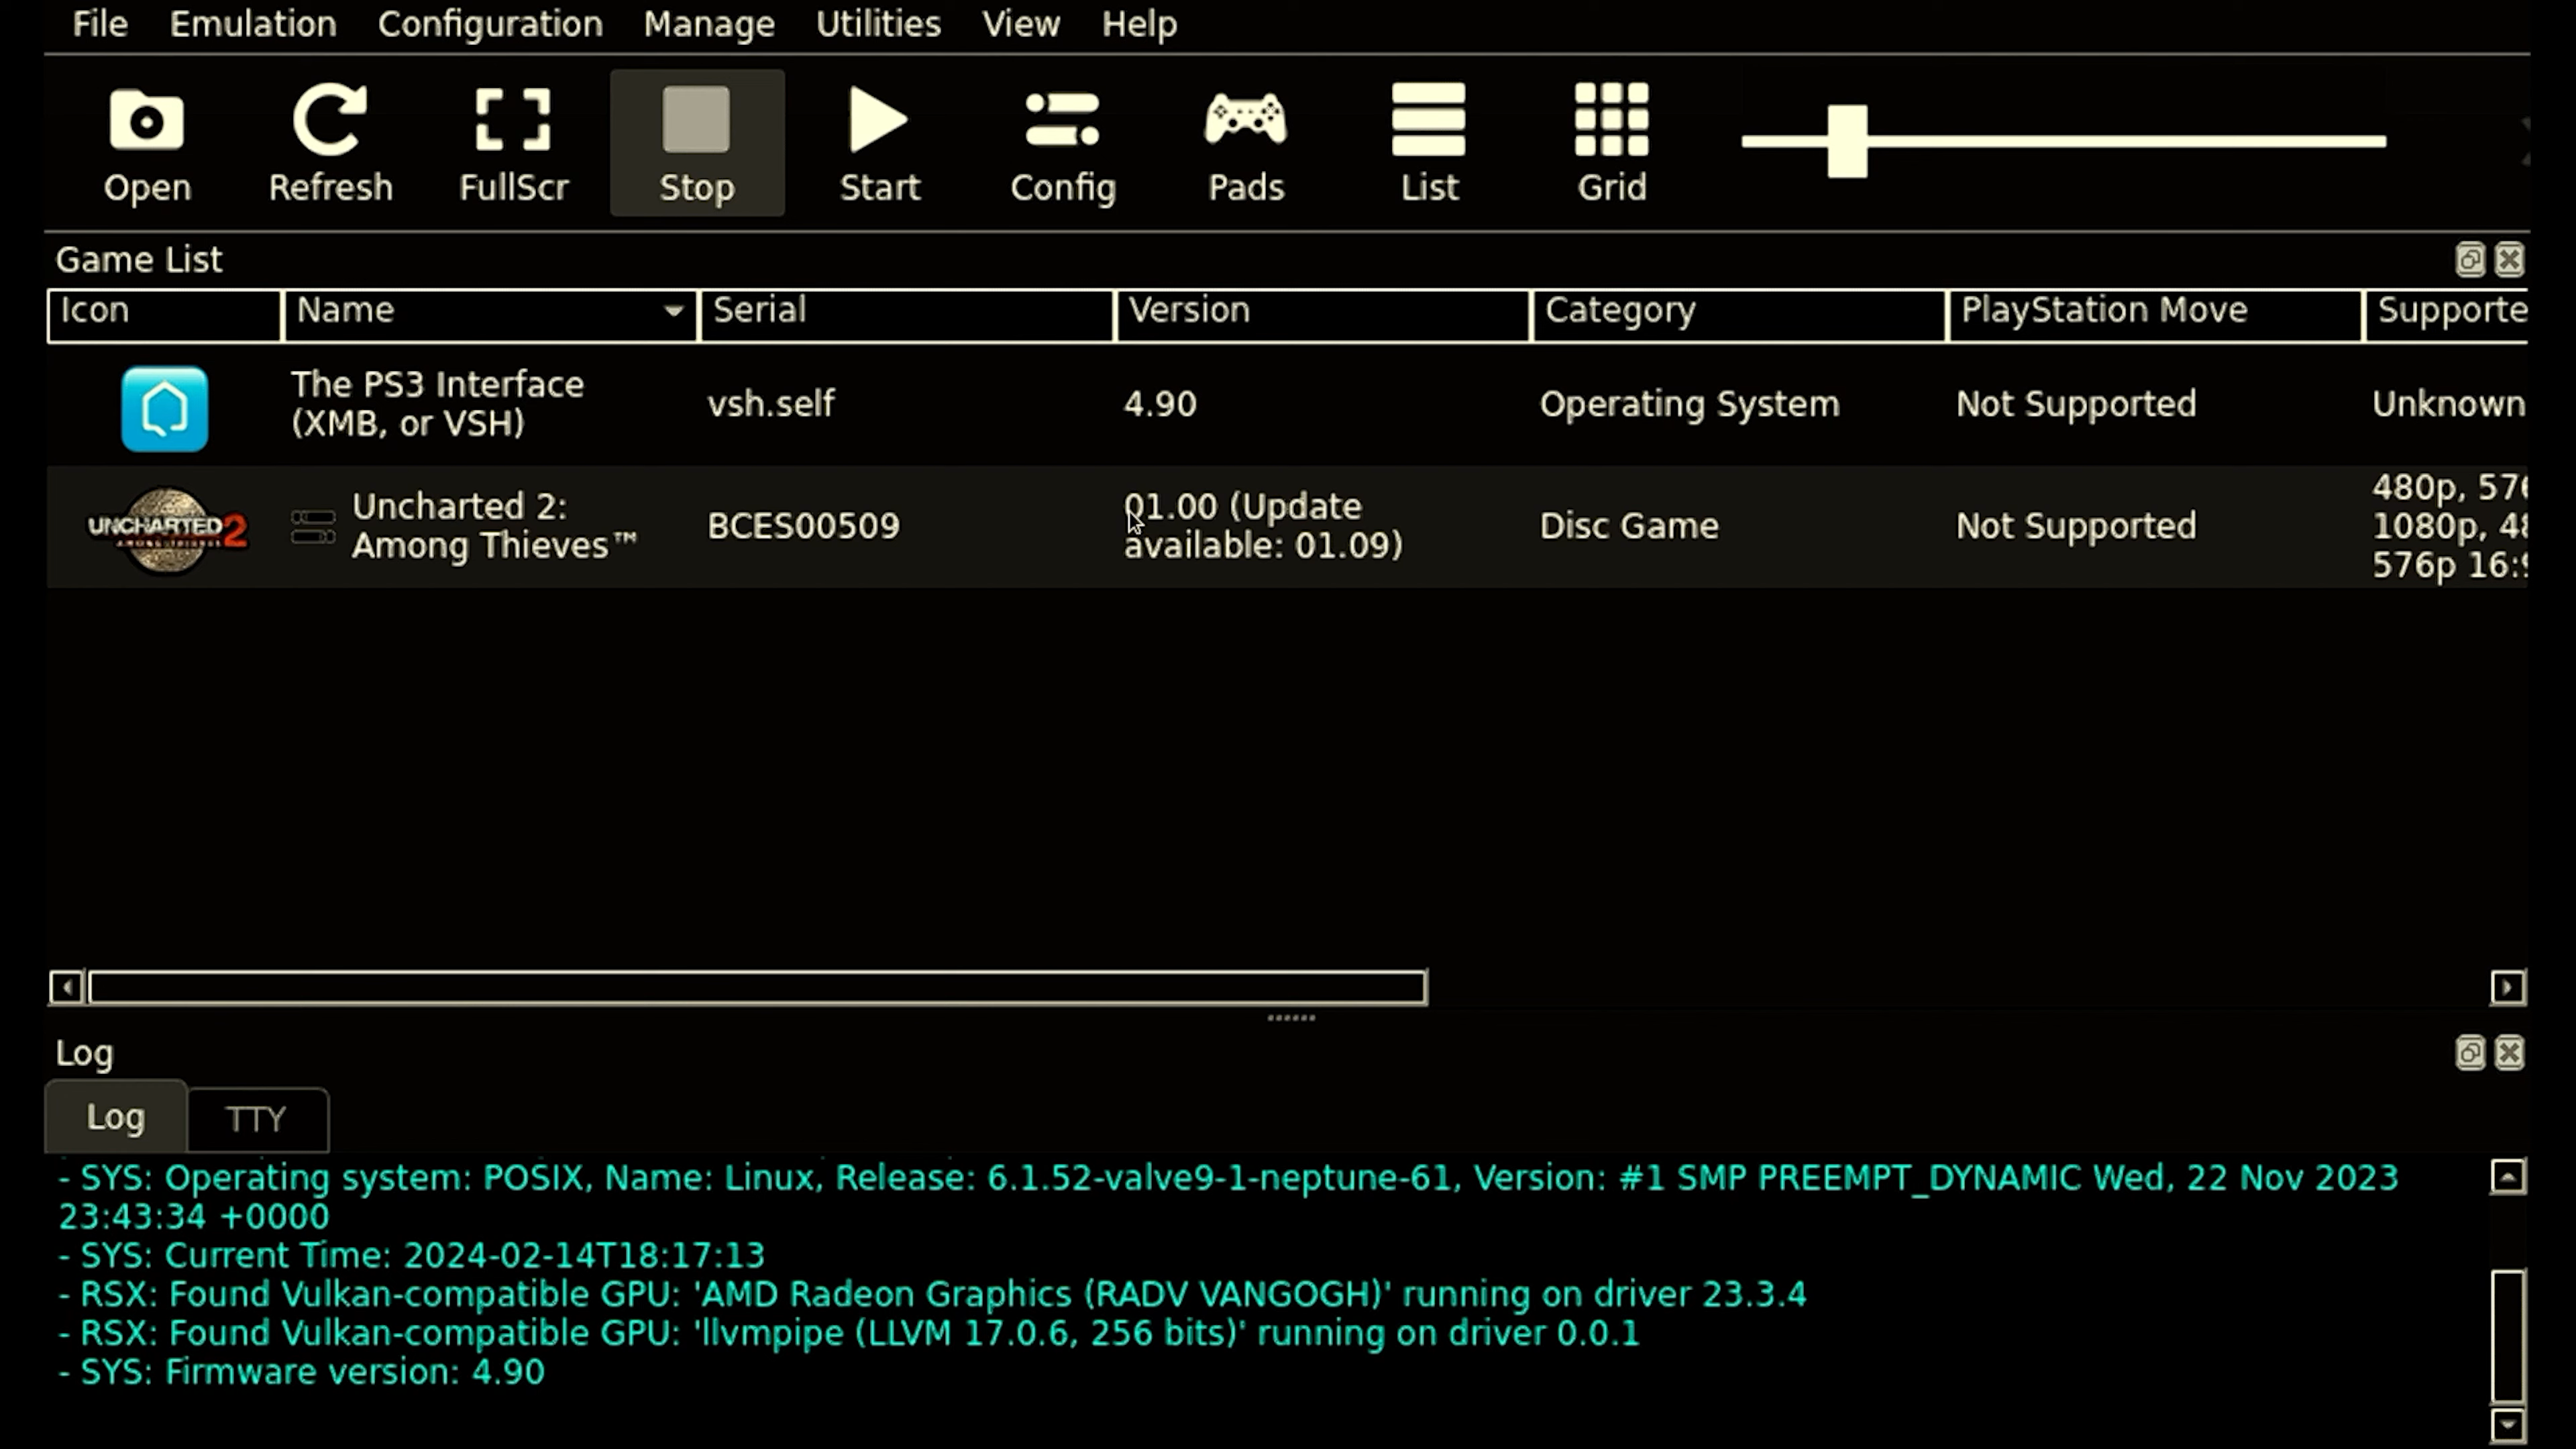 File Emulation Configuration Manage Utilities View Help
Open Refresh FullScr Stop Start Config Pads List Grid
Game List
Icon Name Serial Version Category PlayStation Move Supporte
The PS3 Interface
(XMB, or VSH)
vsh.self
4.90
Operating System
Not Supported
Unknown
UNCHARTED 2
AMONG THIEVES
Uncharted 2:
Among Thieves™
BCES00509
01.00 (Update
available: 01.09)
Disc Game
Not Supported
480p, 576
1080p, 48
576p 16:9
Log
Log TTY
- SYS: Operating system: POSIX, Name: Linux, Release: 6.1.52-valve9-1-neptune-61, Version: #1 SMP PREEMPT_DYNAMIC Wed, 22 Nov 2023
23:43:34 +0000
- SYS: Current Time: 2024-02-14T18:17:13
- RSX: Found Vulkan-compatible GPU: 'AMD Radeon Graphics (RADV VANGOGH)' running on driver 23.3.4
- RSX: Found Vulkan-compatible GPU: 'llvmpipe (LLVM 17.0.6, 256 bits)' running on driver 0.0.1
- SYS: Firmware version: 4.90